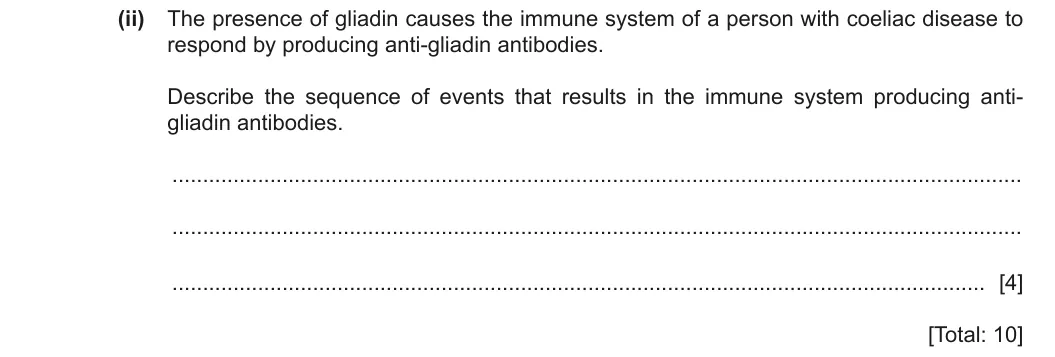 (ii) The presence of gliadin causes the immune system of a person with coeliac disease to
respond by producing anti-gliadin antibodies.
Describe the sequence of events that results in the immune system producing anti-
gliadin antibodies.
..........................................................................................................................................
..........................................................................................................................................
.................................................................................................................................... [4]
[Total: 10]